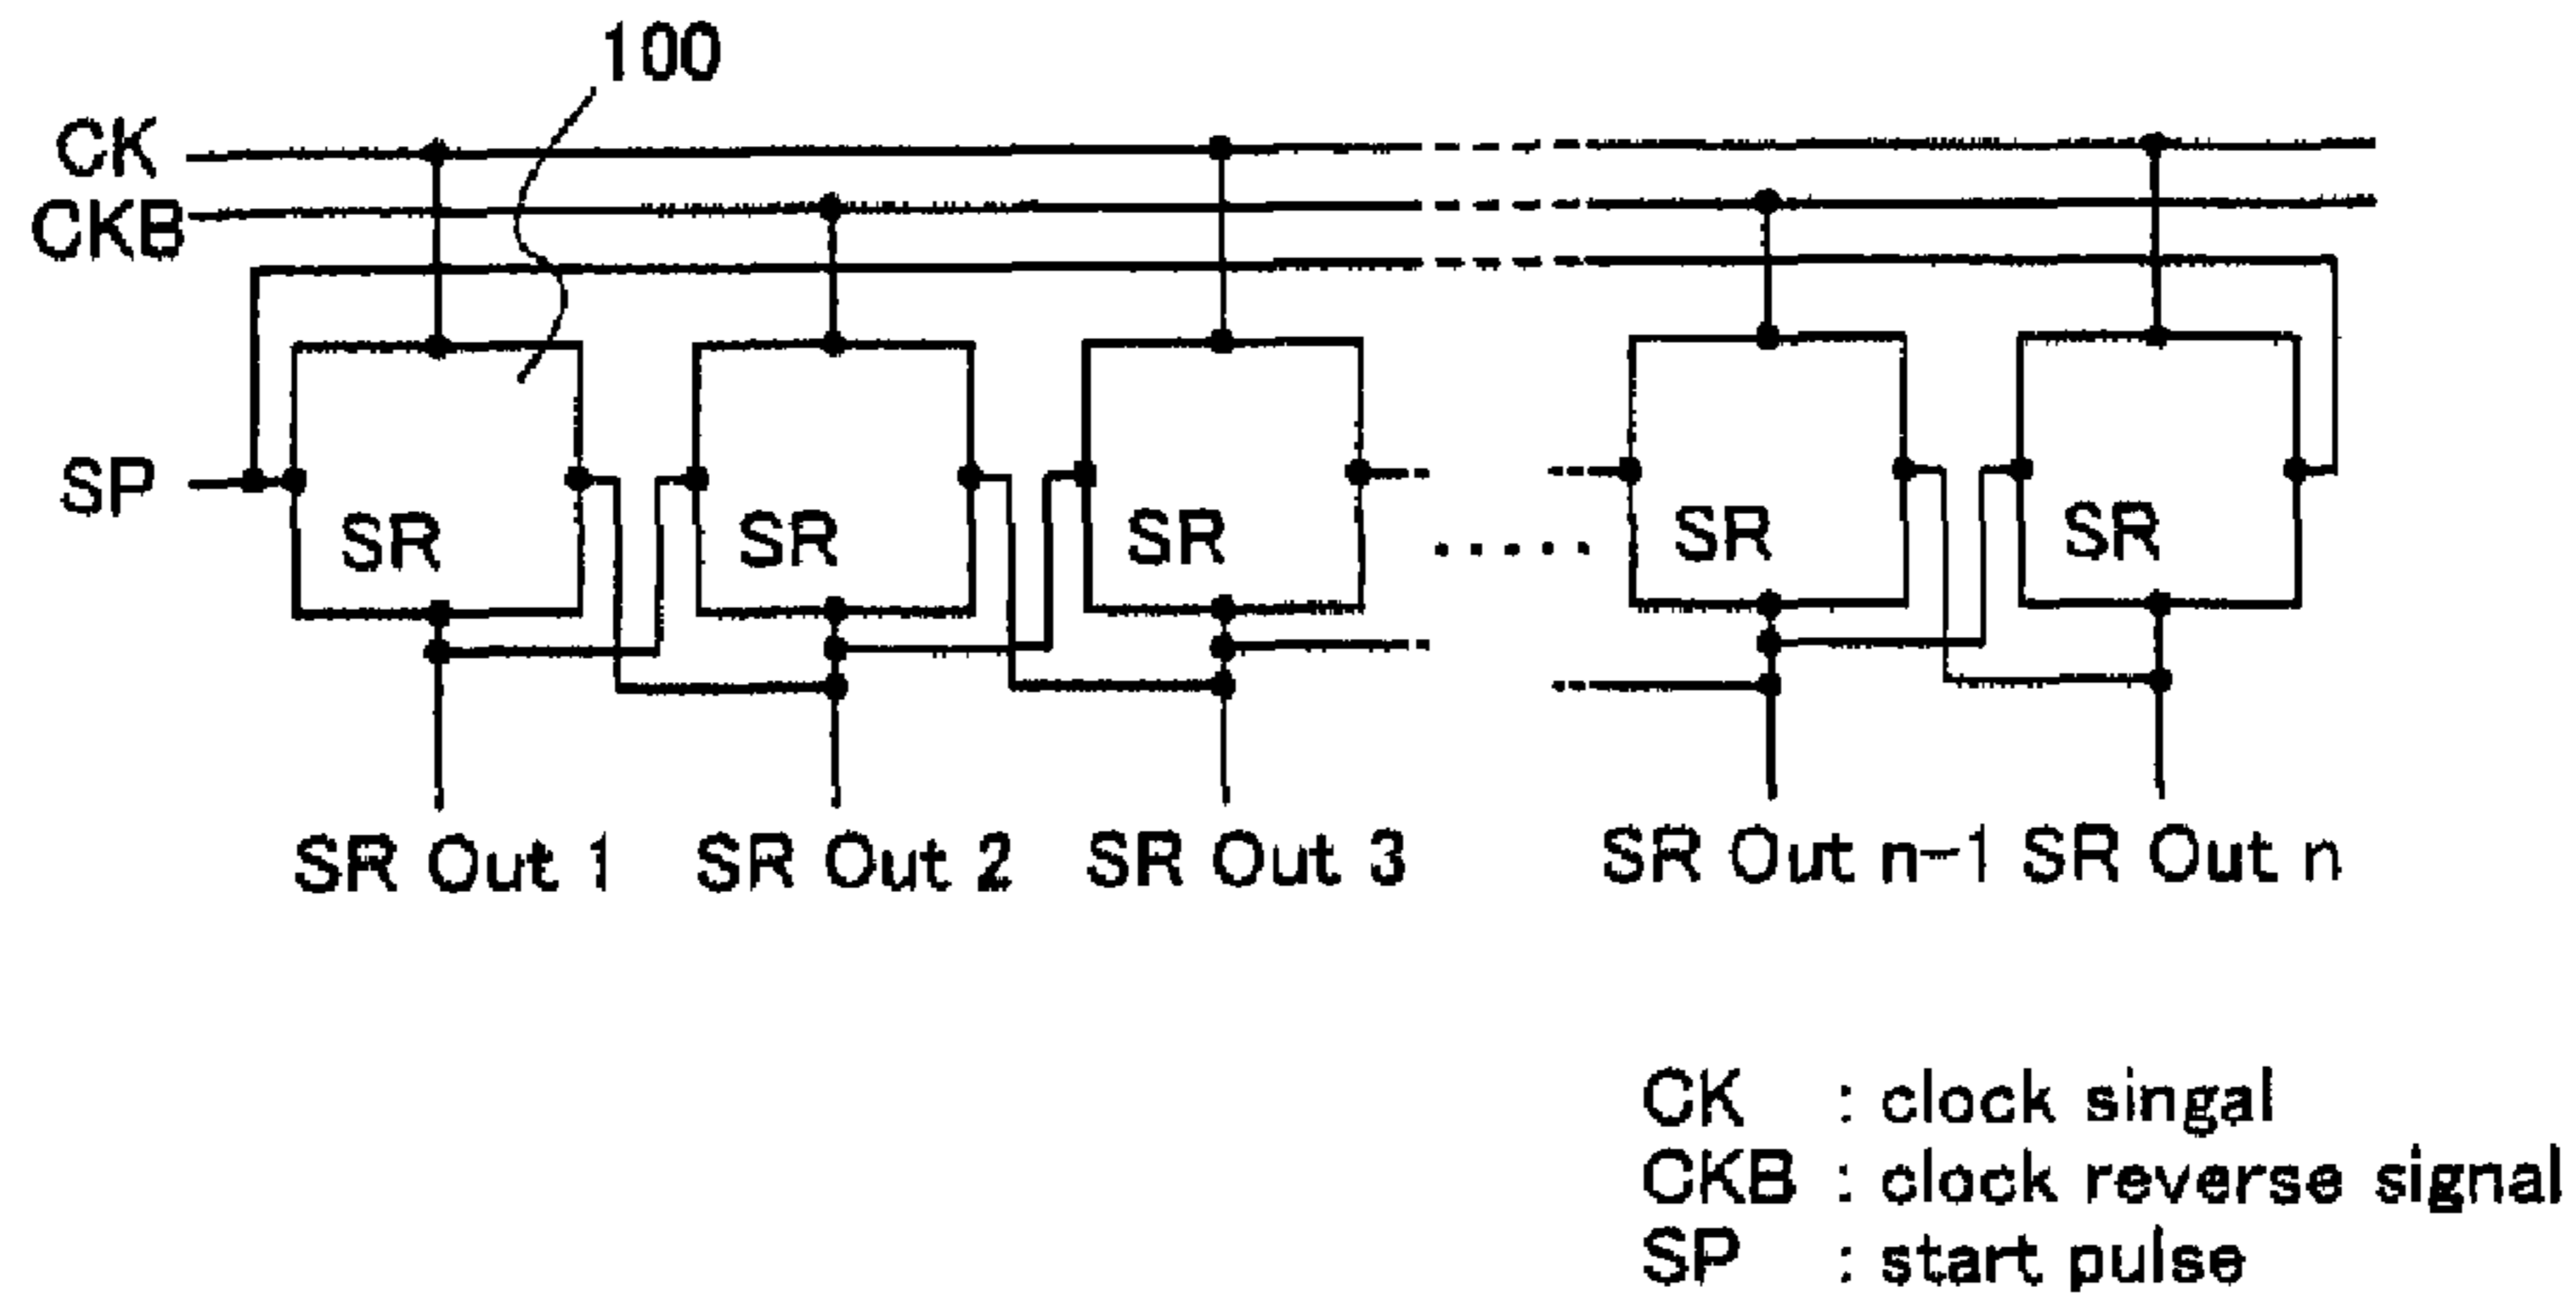 100
CK
CKB
SP
SR SR SR ..... SR SR
SR Out 1 SR Out 2 SR Out 3 SR Out n-1 SR Out n
CK : clock singal
CKB : clock reverse signal
SP : start pulse